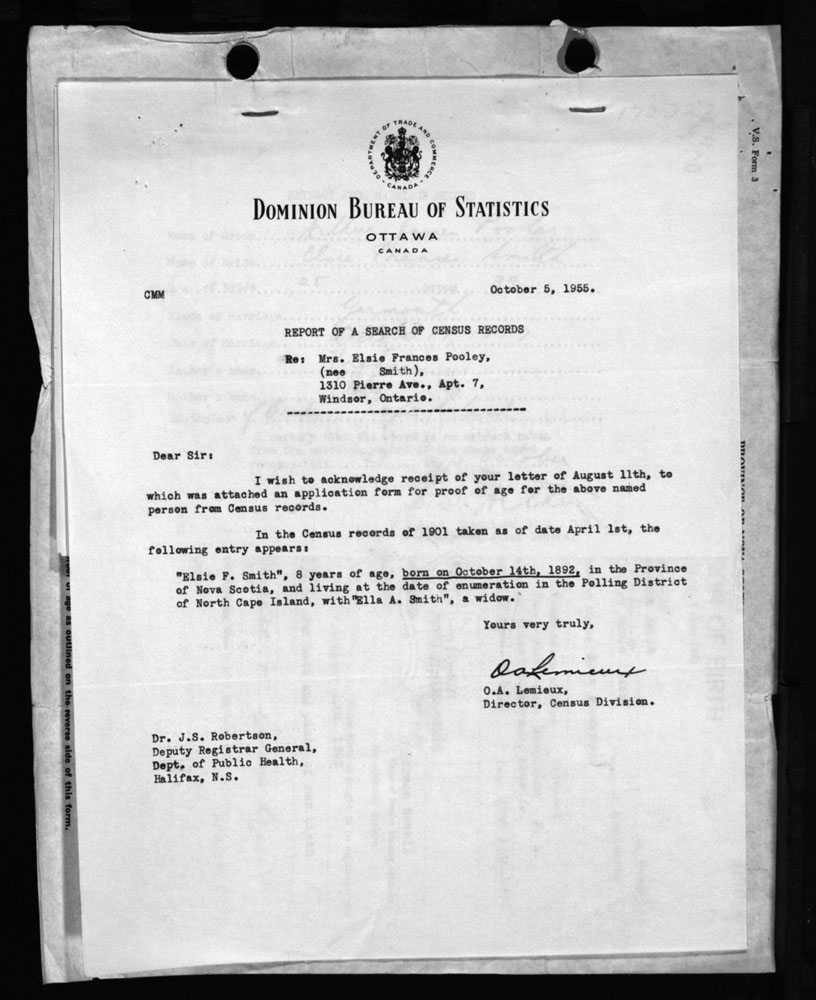 DEPARTMENT OF TRADE AND COMMERCE
CANADA
V.S. Form 3
DOMINION BUREAU OF STATISTICS
OTTAWA
CANADA
CMM
October 5, 1955.
REPORT OF A SEARCH OF CENSUS RECORDS
Re: Mrs. Elsie Frances Pooley,
(nee Smith),
1310 Pierre Ave., Apt. 7,
Windsor, Ontario.
Dear Sir:
I wish to acknowledge receipt of your letter of August 11th, to
which was attached an application form for proof of age for the above named
person from Census records.
In the Census records of 1901 taken as of date April 1st, the
following entry appears:
"Elsie F. Smith", 8 years of age, born on October 14th, 1892, in the Province
of Nova Scotia, and living at the date of enumeration in the Polling District
of North Cape Island, with "Ella A. Smith", a widow.
Yours very truly,
O A Lemieux
O.A. Lemieux,
Director, Census Division.
Dr. J.S. Robertson,
Deputy Registrar General,
Dept. of Public Health,
Halifax, N.S.
of age as outlined on the reverse side of this form.